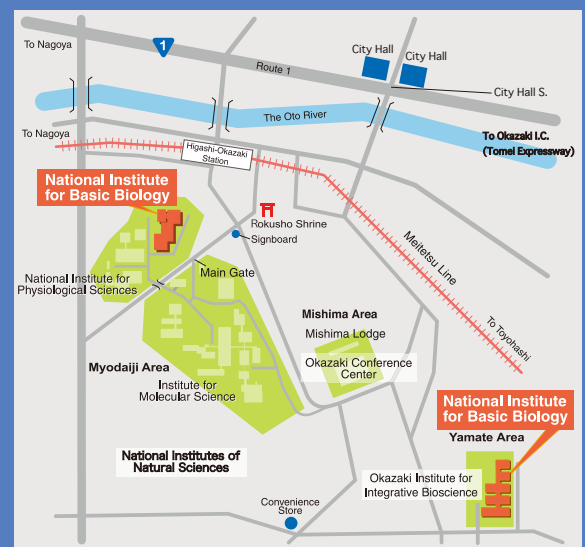 To Nagoya
1
Route 1
City Hall
City Hall
City Hall S.
The Oto River
To Nagoya
Higashi-Okazaki
Station
To Okazaki I.C.
(Tomei Expressway)
National Institute
for Basic Biology
Rokusho Shrine
Signboard
Meitetsu Line
National Institute for
Physiological Sciences
Main Gate
Mishima Area
Mishima Lodge
Okazaki Conference
Center
To Toyohashi
Myodaiji Area
Institute for
Molecular Science
National Institute
for Basic Biology
Yamate Area
National Institutes of
Natural Sciences
Okazaki Institute for
Integrative Bioscience
Convenience
Store